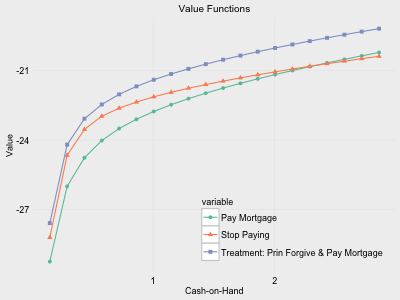 Value Functions
-21
-24
-27
Value
variable
Pay Mortgage
Stop Paying
Treatment: Prin Forgive & Pay Mortgage
1
2
Cash-on-Hand